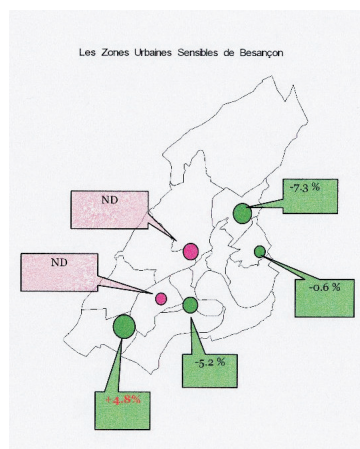 Les Zones Urbaines Sensibles de Besançon
-7.3 %
ND
ND
-0.6 %
-5.2 %
+4.8%